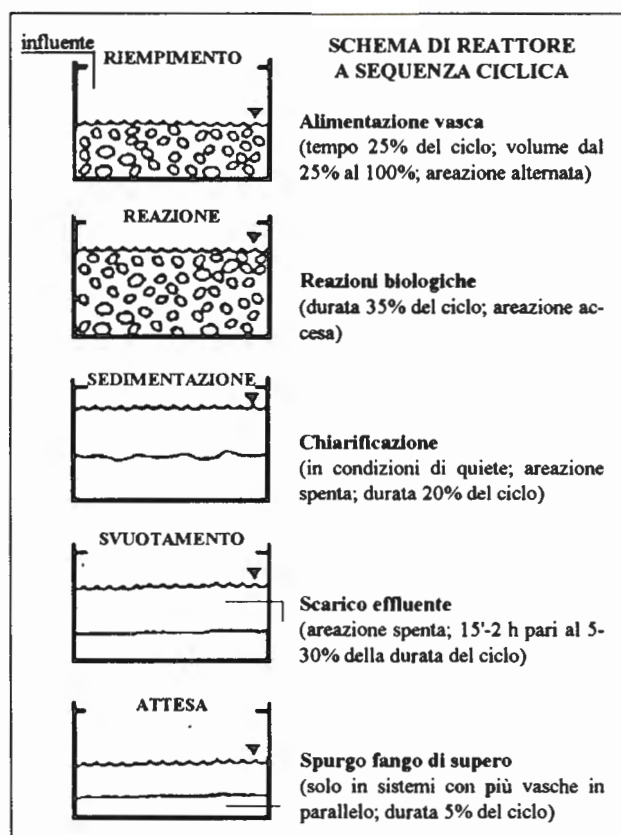 influente
RIEMPIMENTO
SCHEMA DI REATTORE
A SEQUENZA CICLICA
Alimentazione vasca
(tempo 25% del ciclo; volume dal
25% al 100%; areazione alternata)
REAZIONE
Reazioni biologiche
(durata 35% del ciclo; areazione ac-
cesa)
SEDIMENTAZIONE
Chiarificazione
(in condizioni di quiete; areazione
spenta; durata 20% del ciclo)
SVUOTAMENTO
Scarico effluente
(areazione spenta; 15'-2 h pari al 5-
30% della durata del ciclo)
ATTESA
Spurgo fango di supero
(solo in sistemi con più vasche in
parallelo; durata 5% del ciclo)